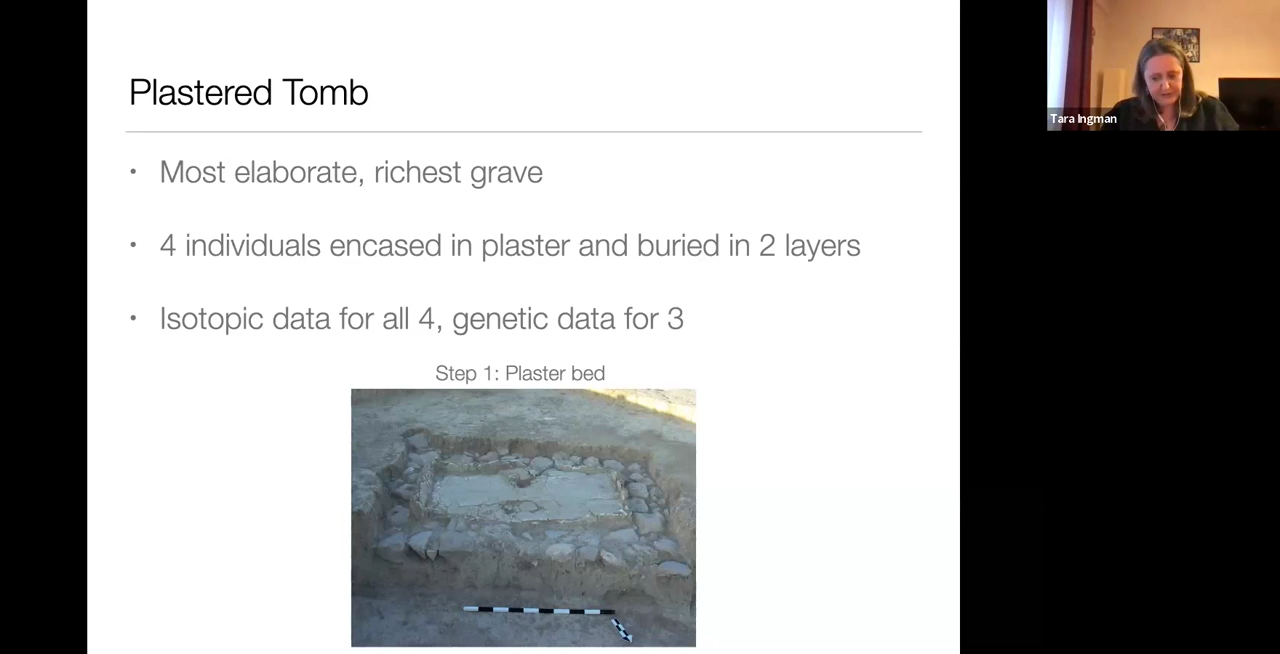 Plastered Tomb
• Most elaborate, richest grave
• 4 individuals encased in plaster and buried in 2 layers
• Isotopic data for all 4, genetic data for 3
Step 1: Plaster bed
Tara Ingman